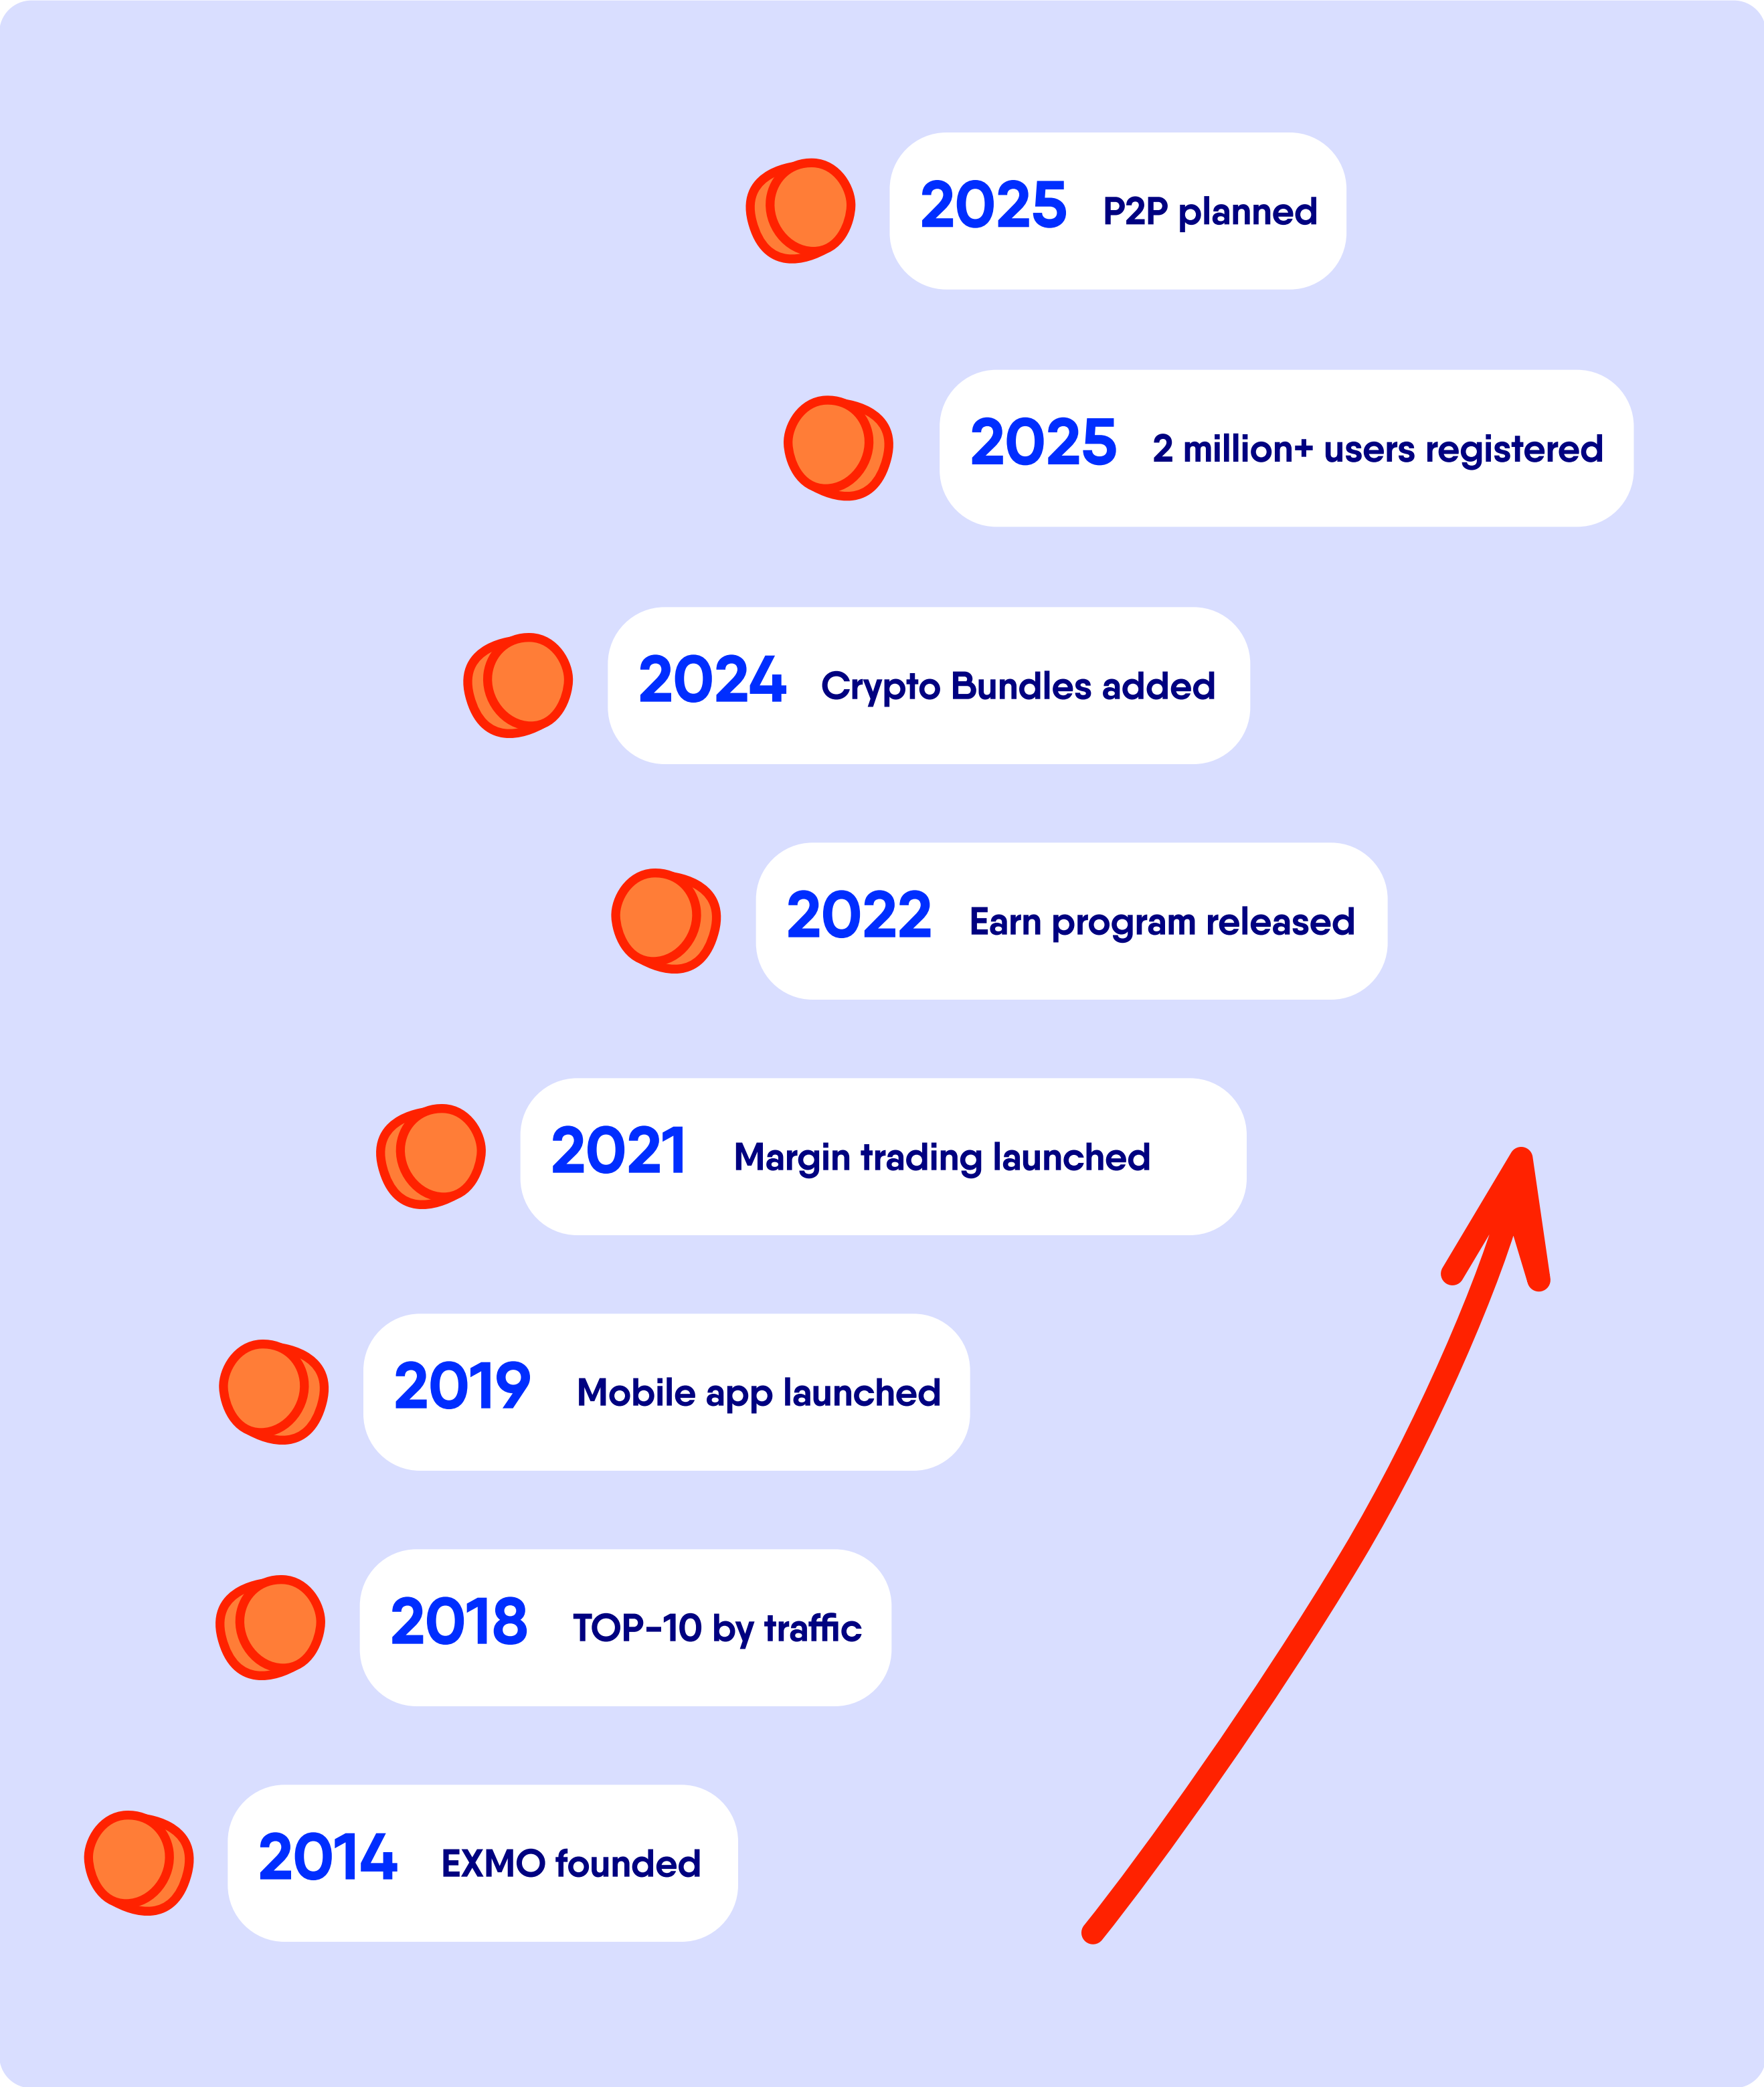 2025 P2P planned
2025 2 million+ users registered
2024 Crypto Bundles added
2022 Earn program released
2021 Margin trading launched
2019 Mobile app launched
2018 TOP-10 by traffic
2014 EXMO founded